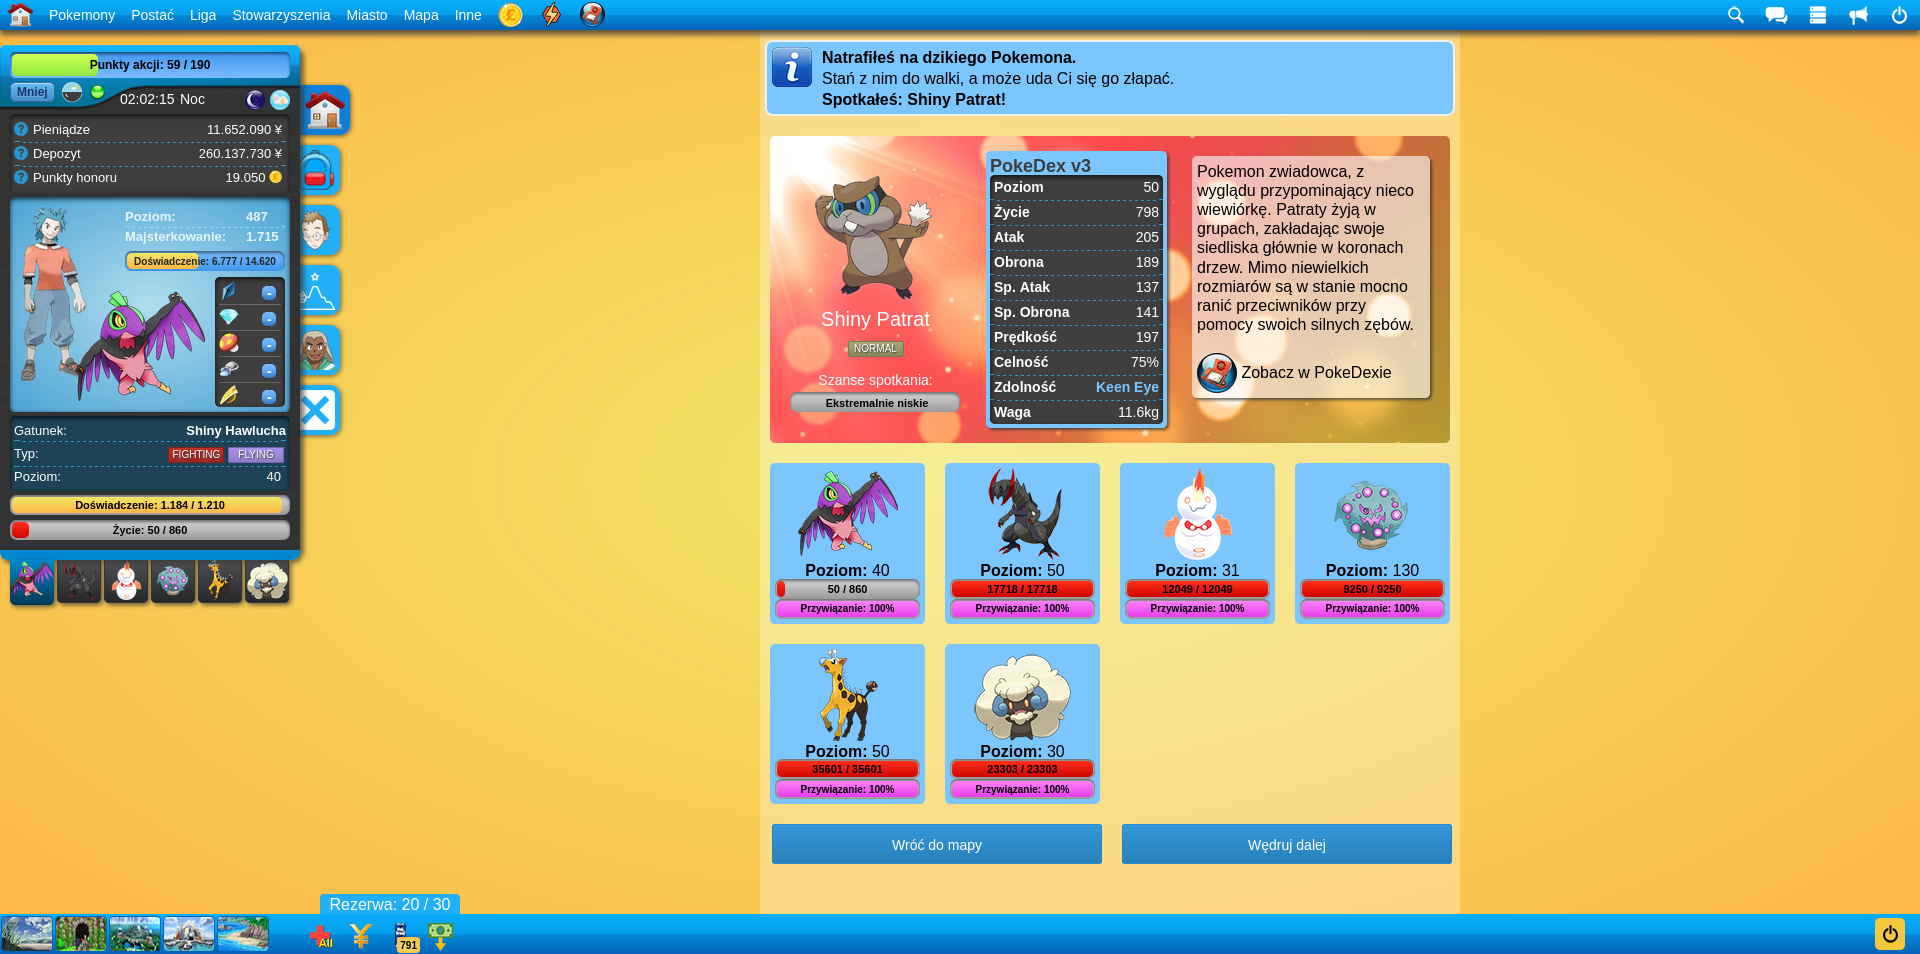 Pokemony Postać Liga Stowarzyszenia Miasto Mapa Inne
Punkty akcji: 59 / 190
Mniej
02:02:15 Noc
Pieniądze 11.652.090 ¥
Depozyt 260.137.730 ¥
Punkty honoru 19.050
Poziom: 487
Majsterkowanie: 1.715
Doświadczenie: 6.777 / 14.620
-
-
-
-
-
Gatunek: Shiny Hawlucha
Typ: FIGHTING FLYING
Poziom: 40
Doświadczenie: 1.184 / 1.210
Życie: 50 / 860
Natrafiłeś na dzikiego Pokemona.
Stań z nim do walki, a może uda Ci się go złapać.
Spotkałeś: Shiny Patrat!
Shiny Patrat
NORMAL
Szanse spotkania:
Ekstremalnie niskie
PokeDex v3
Poziom 50
Życie 798
Atak 205
Obrona 189
Sp. Atak 137
Sp. Obrona 141
Prędkość 197
Celność 75%
Zdolność Keen Eye
Waga 11.6kg
Pokemon zwiadowca, z
wyglądu przypominający nieco
wiewiórkę. Patraty żyją w
grupach, zakładając swoje
siedliska głównie w koronach
drzew. Mimo niewielkich
rozmiarów są w stanie mocno
ranić przeciwników przy
pomocy swoich silnych zębów.
Zobacz w PokeDexie
Poziom: 40
50 / 860
Przywiązanie: 100%
Poziom: 50
17718 / 17718
Przywiązanie: 100%
Poziom: 31
12049 / 12049
Przywiązanie: 100%
Poziom: 130
9250 / 9250
Przywiązanie: 100%
Poziom: 50
35601 / 35601
Przywiązanie: 100%
Poziom: 30
23303 / 23303
Przywiązanie: 100%
Wróć do mapy
Wędruj dalej
Rezerwa: 20 / 30
All
791